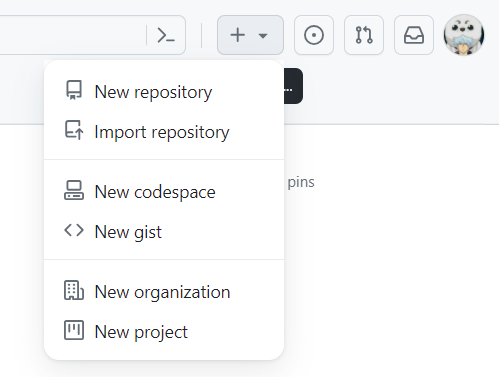 ...
New repository
Import repository
New codespace
pins
New gist
New organization
New project